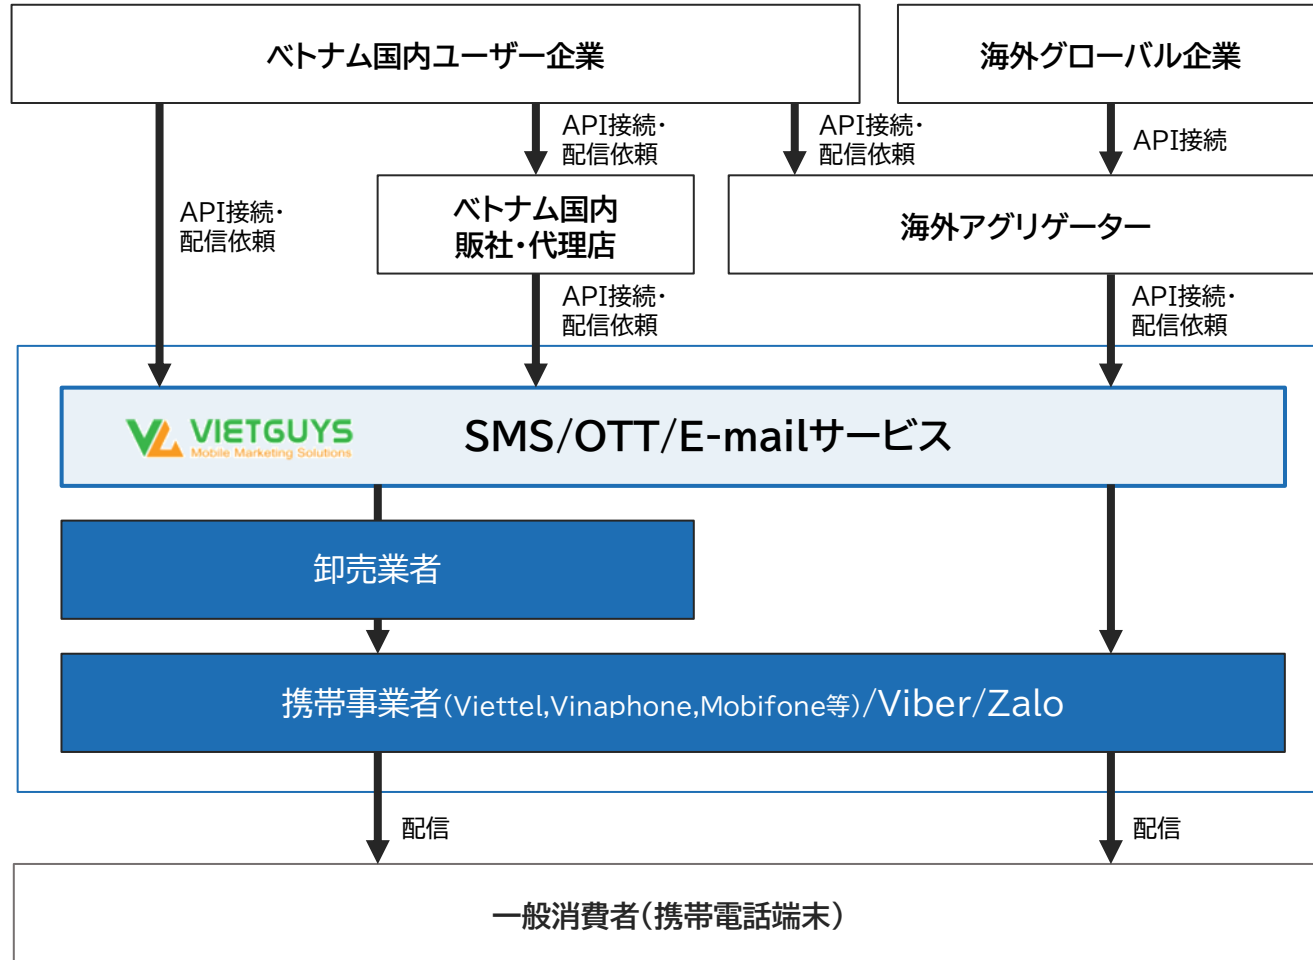 ベトナム国内ユーザー企業
海外グローバル企業
API接続・
配信依頼
API接続・
配信依頼
API接続
API接続・
配信依頼
ベトナム国内
販社・代理店
海外アグリゲーター
API接続・
配信依頼
API接続・
配信依頼
VIETGUYS
Mobile Marketing Solutions
SMS/OTT/E-mailサービス
卸売業者
携帯事業者(Viettel,Vinaphone,Mobifone等)/Viber/Zalo
配信
配信
一般消費者(携帯電話端末)